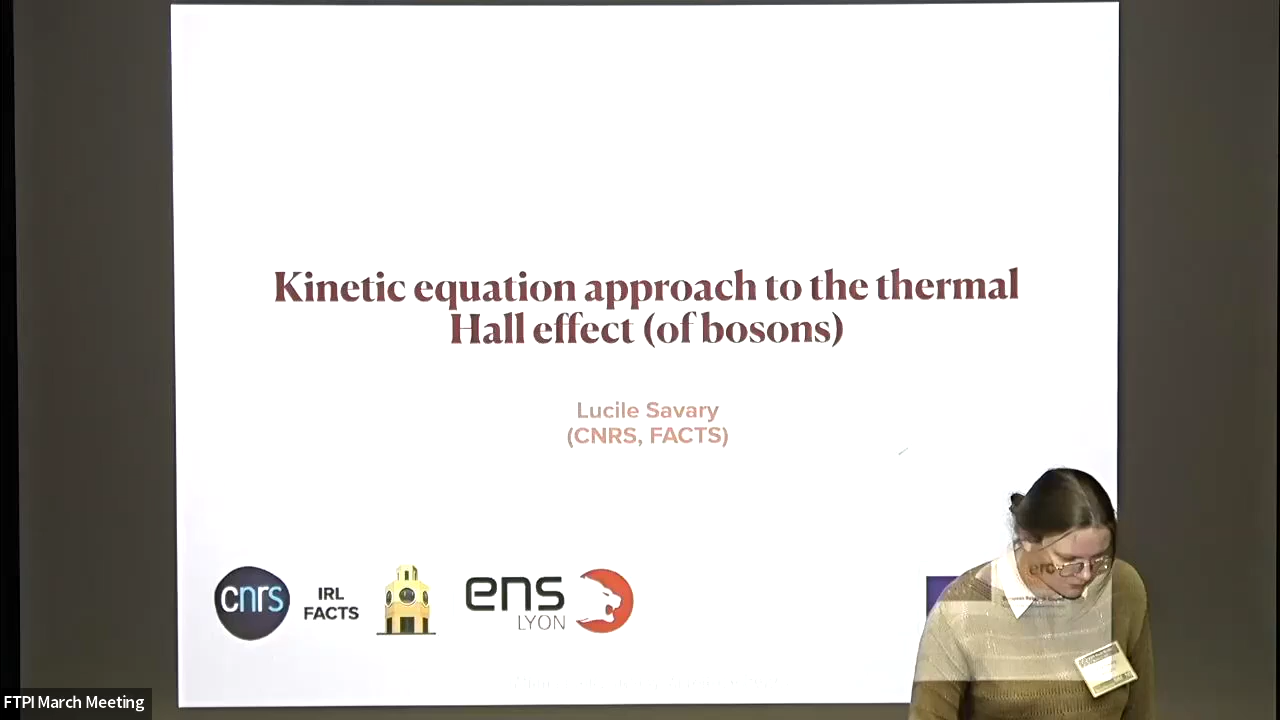 Kinetic equation approach to the thermal
Hall effect (of bosons)
Lucile Savary
(CNRS, FACTS)
cnrs
IRL
FACTS
ens
LYON
erc
FTPI March Meeting